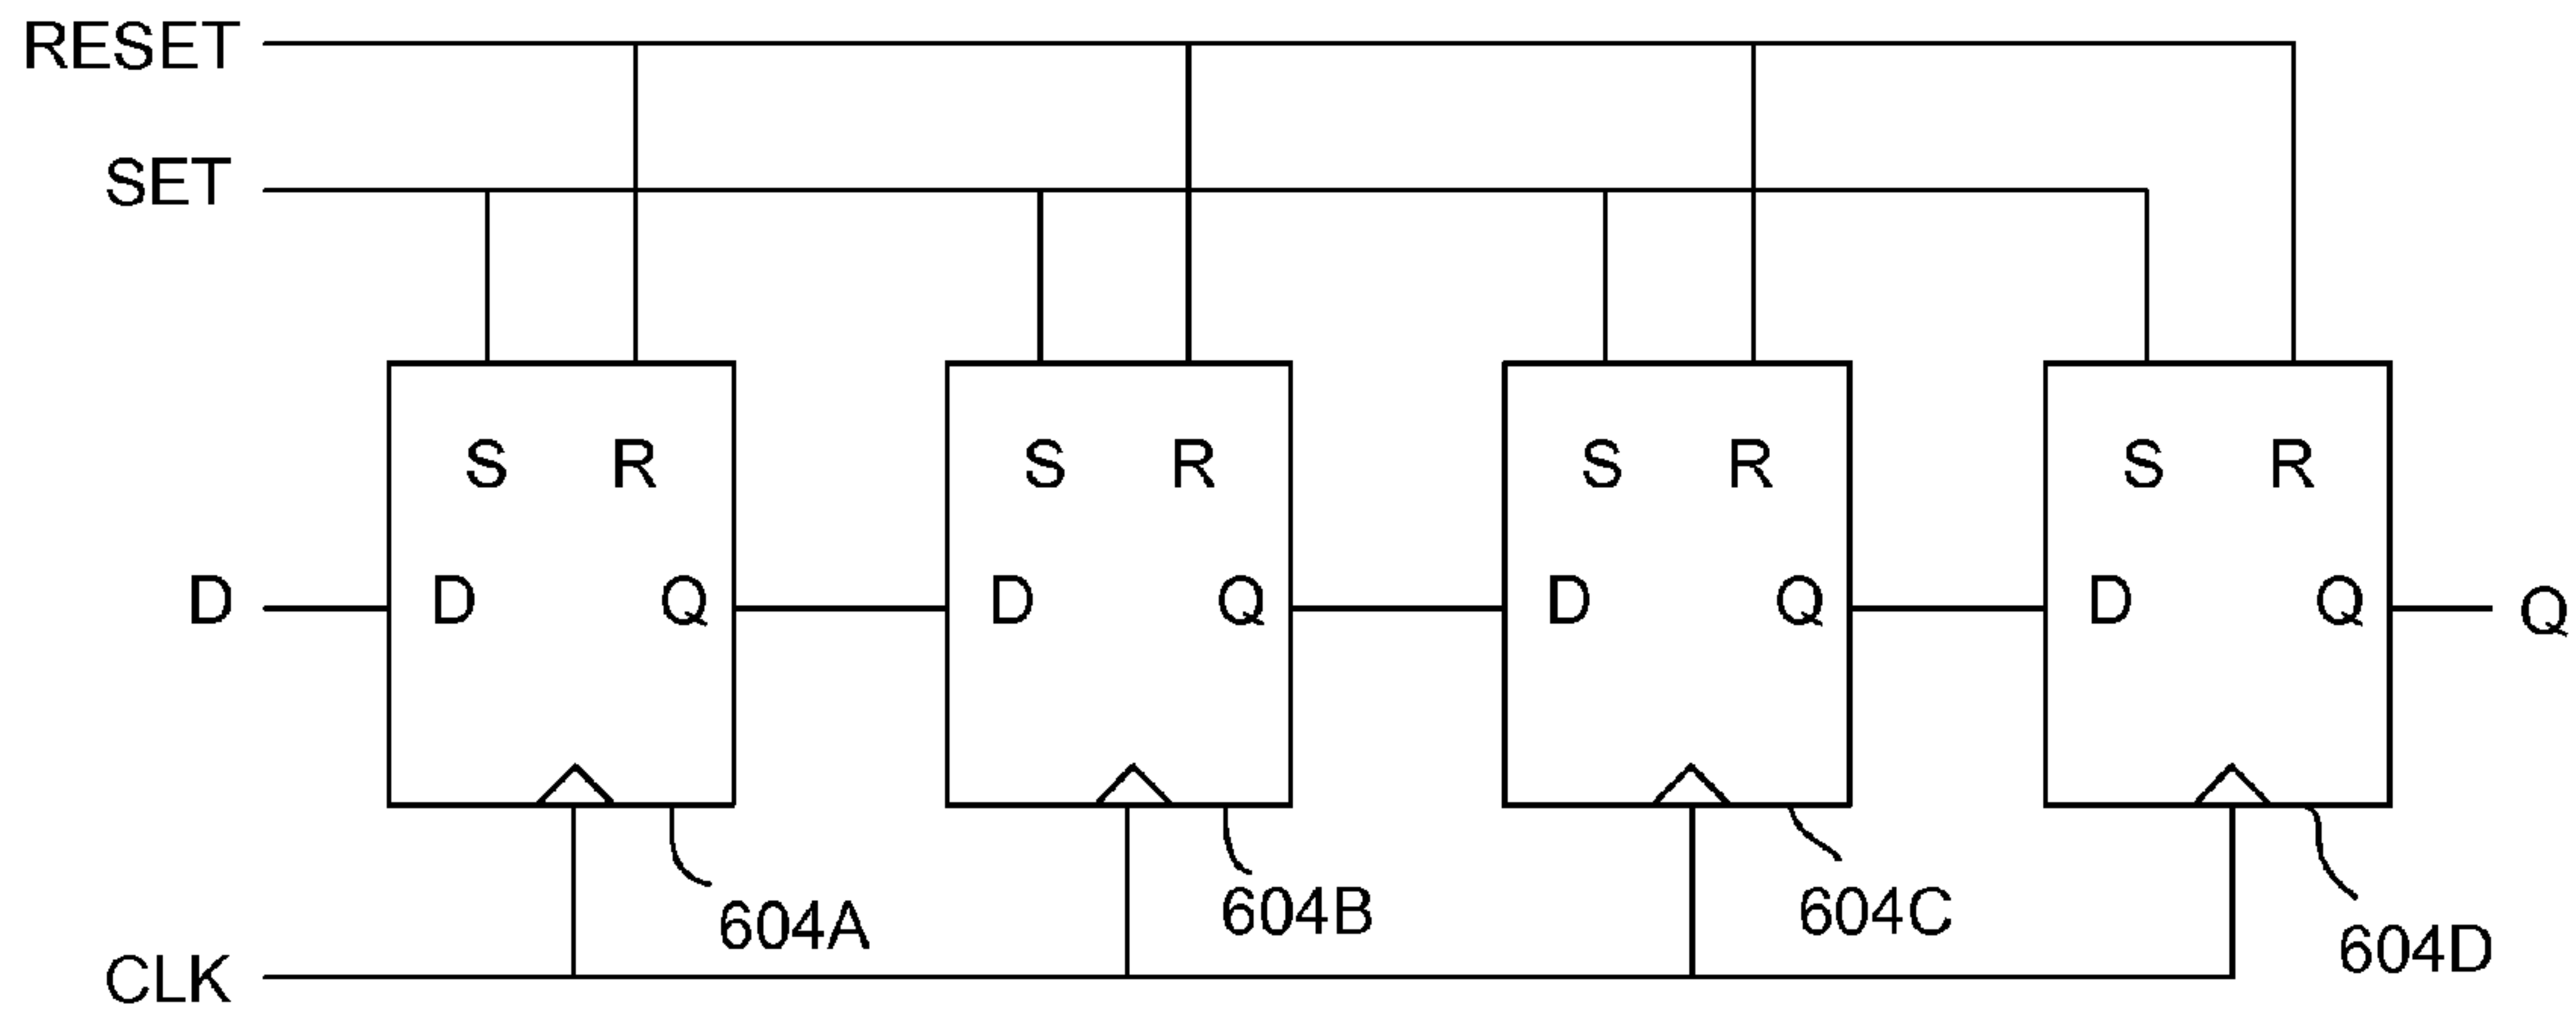 RESET
SET
S R S R S R S R
D D Q D Q D Q D Q Q
604A 604B 604C 604D
CLK